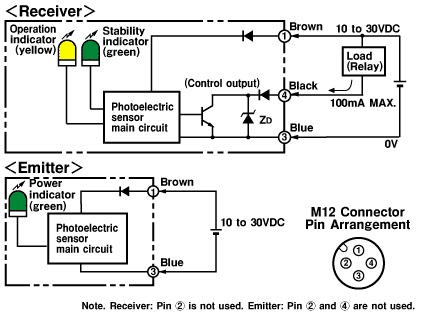 <Receiver>
Operation indicator (yellow)
Stability indicator (green)
Brown
1
10 to 30VDC
Load (Relay)
(Control output)
Black
4
100mA MAX.
Photoelectric sensor main circuit
ZD
Blue
3
0V
<Emitter>
Power indicator (green)
Brown
1
Photoelectric sensor main circuit
10 to 30VDC
Blue
3
M12 Connector
Pin Arrangement
1
2
4
3
Note. Receiver: Pin ② is not used. Emitter: Pin ② and ④ are not used.